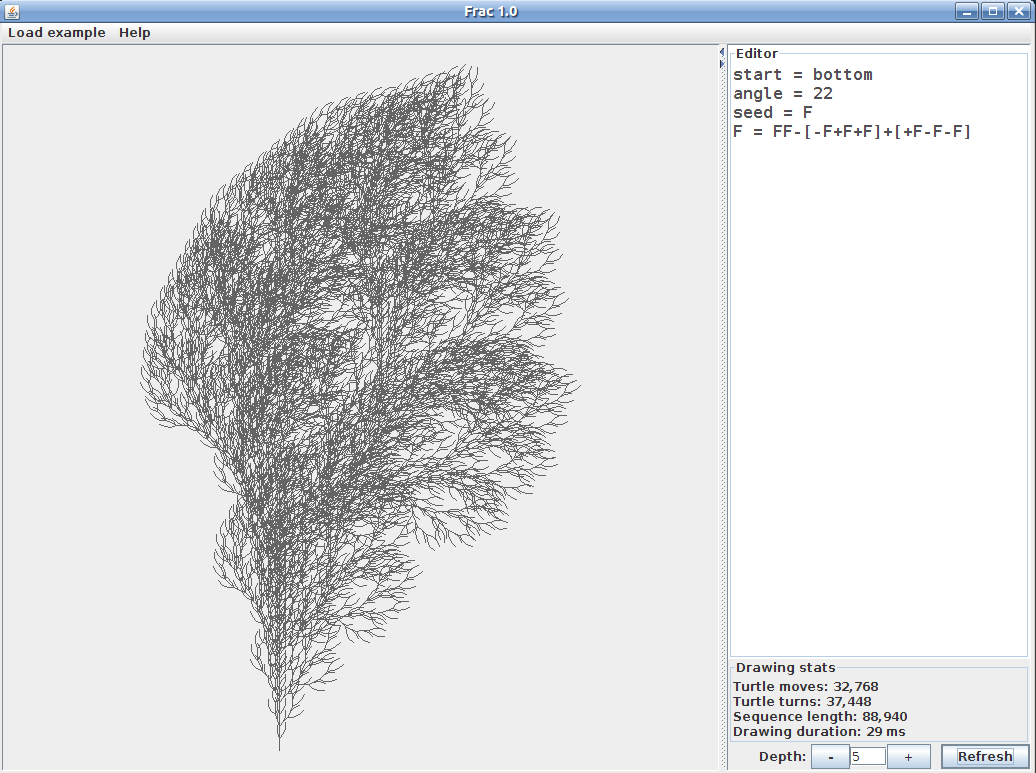 Frac 1.0
Load example Help
Editor
start = bottom
angle = 22
seed = F
F = FF-[-F+F+F]+[+F-F-F]
Drawing stats
Turtle moves: 32,768
Turtle turns: 37,448
Sequence length: 88,940
Drawing duration: 29 ms
Depth: - 5 + Refresh